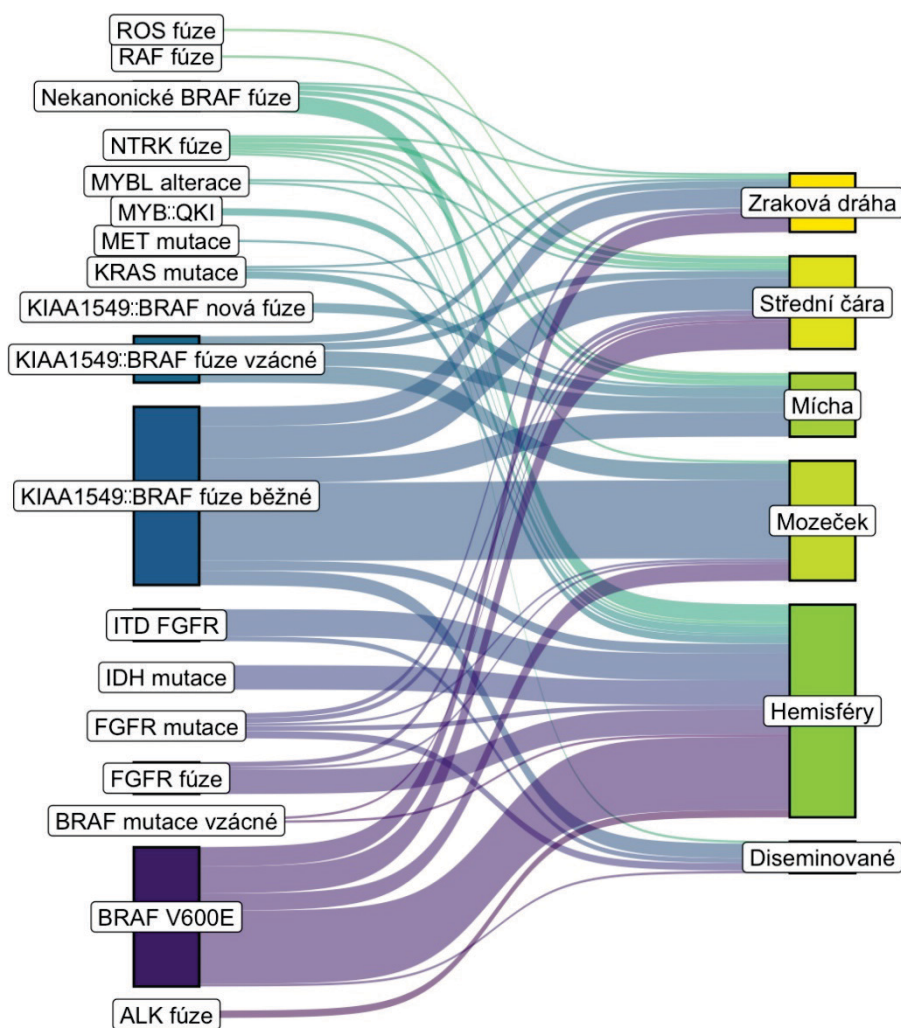 ROS fúze
RAF fúze
Nekanonické BRAF fúze
NTRK fúze
MYBL alterace
MYB::QKI
MET mutace
KRAS mutace
KIAA1549::BRAF nová fúze
KIAA1549::BRAF fúze vzácné
KIAA1549::BRAF fúze běžné
ITD FGFR
IDH mutace
FGFR mutace
FGFR fúze
BRAF mutace vzácné
BRAF V600E
ALK fúze
Zraková dráha
Střední čára
Mícha
Mozeček
Hemisféry
Diseminované